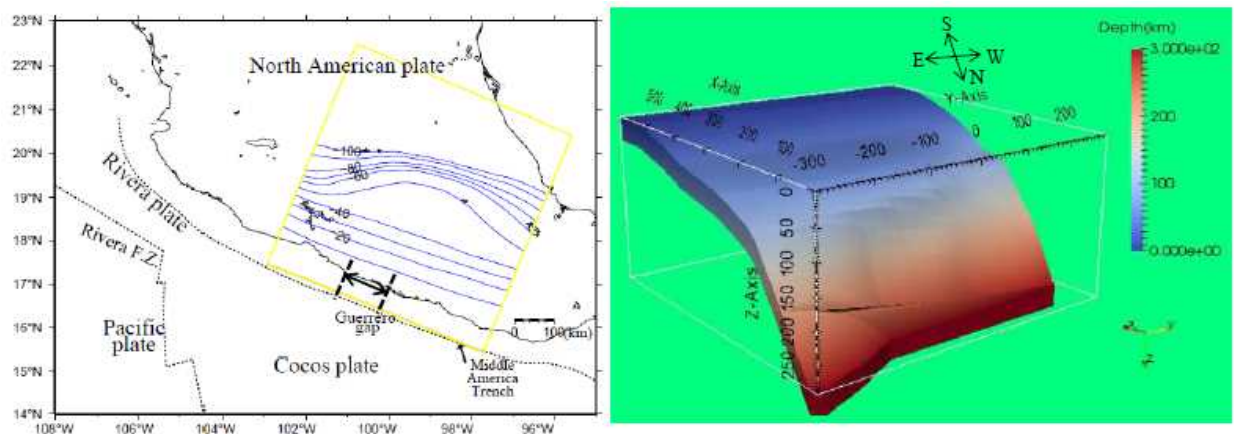 23°N
22°N
21°N
20°N
19°N
18°N
17°N
16°N
15°N
14°N
108°W
106°W
104°W
102°W
100°W
98°W
96°W
North American plate
-100
-80
-60
-40
-20
Rivera plate
Rivera F.Z.
Pacific plate
Cocos plate
Guerrero gap
Middle America Trench
0 100(km)
S
E W
N
Depth(km)
3.000e+02
200
100
0.000e+00
X-Axis
Y-Axis
Z-Axis
-300
-200
-100
0
100
200
0
50
100
150
200
250